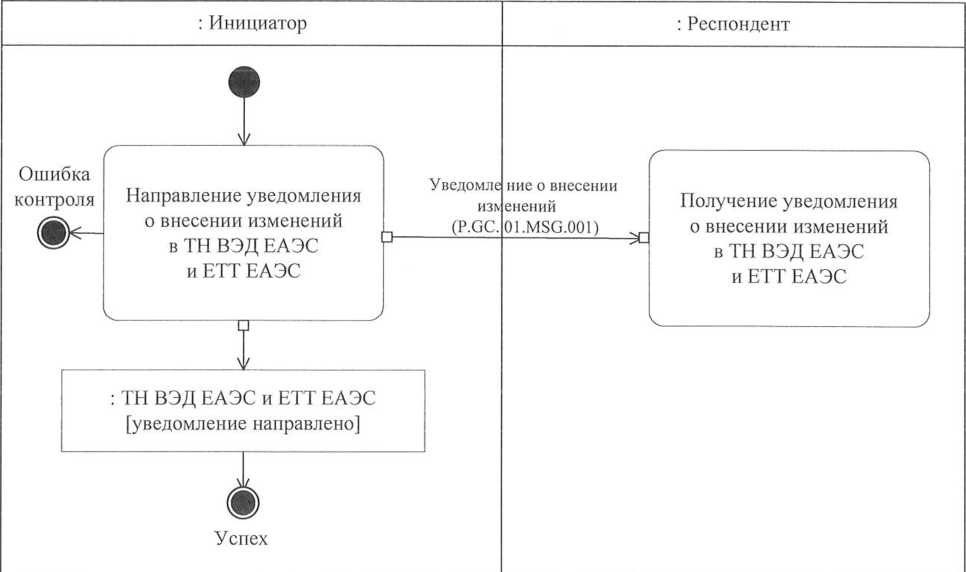 : Инициатор
: Респондент
Ошибка
контроля
Направление уведомления
о внесении изменений
в ТН ВЭД ЕАЭС
и ЕТТ ЕАЭС
Уведомление о внесении
изменений
(P.GC.01.MSG.001)
Получение уведомления
о внесении изменений
в ТН ВЭД ЕАЭС
и ЕТТ ЕАЭС
: ТН ВЭД ЕАЭС и ЕТТ ЕАЭС
[уведомление направлено]
Успех